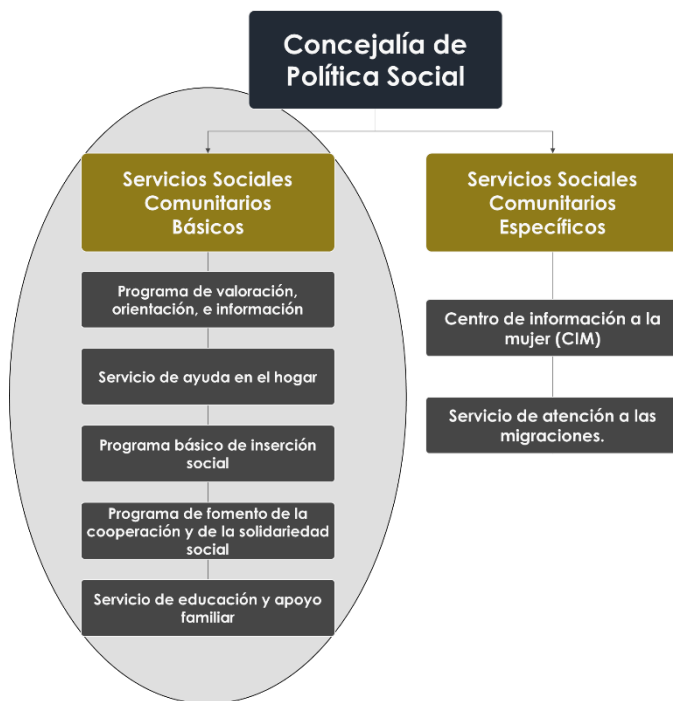 Concejalía de
Política Social
Servicios Sociales
Comunitarios
Básicos
Programa de valoración,
orientación, e información
Servicio de ayuda en el hogar
Programa básico de inserción
social
Programa de fomento de la
cooperación y de la solidariedad
social
Servicio de educación y apoyo
familiar
Servicios Sociales
Comunitarios
Específicos
Centro de información a la
mujer (CIM)
Servicio de atención a las
migraciones.